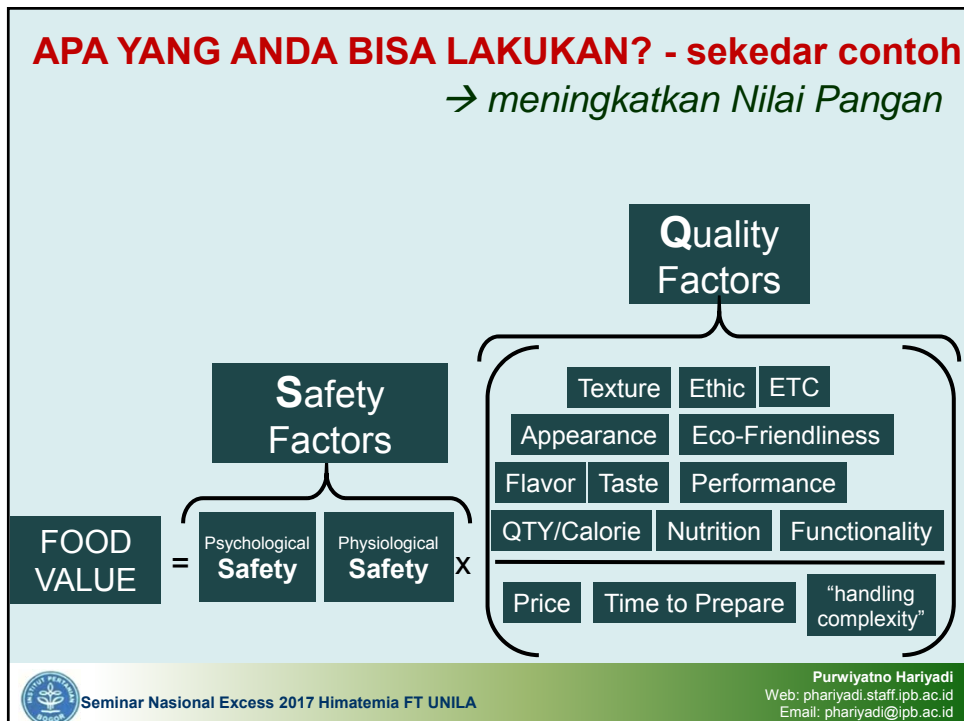 APA YANG ANDA BISA LAKUKAN? - sekedar contoh
→ meningkatkan Nilai Pangan
Quality
Factors
Safety
Factors
Texture Ethic ETC
Appearance Eco-Friendliness
Flavor Taste Performance
QTY/Calorie Nutrition Functionality
FOOD
VALUE
=
Psychological
Safety
Physiological
Safety
x
Price Time to Prepare “handling
complexity”
INSTITUT PERTANIAN
BOGOR
Seminar Nasional Excess 2017 Himatemia FT UNILA
Purwiyatno Hariyadi
Web: phariyadi.staff.ipb.ac.id
Email: phariyadi@ipb.ac.id